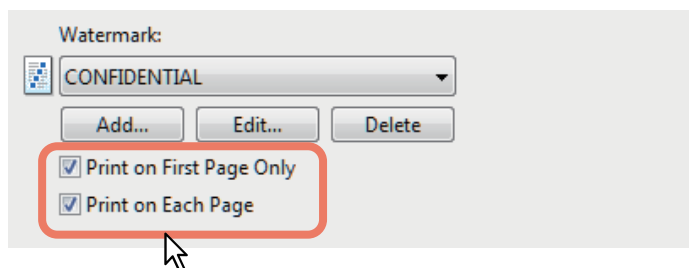 Watermark:
CONFIDENTIAL
Add... Edit... Delete
Print on First Page Only
Print on Each Page